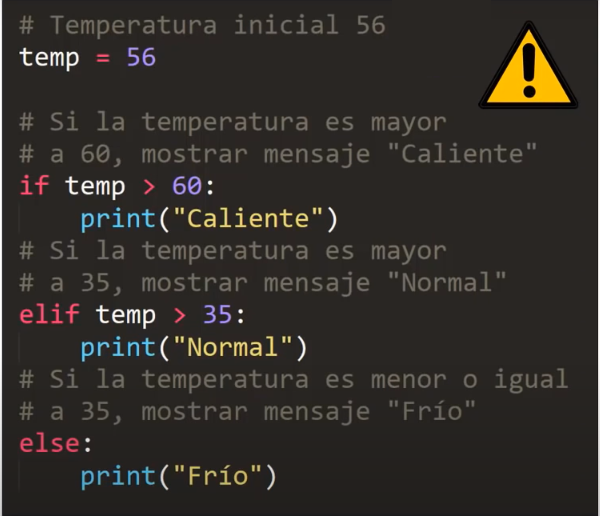 # Temperatura inicial 56
temp = 56
# Si la temperatura es mayor
# a 60, mostrar mensaje "Caliente"
if temp > 60:
    print("Caliente")
# Si la temperatura es mayor
# a 35, mostrar mensaje "Normal"
elif temp > 35:
    print("Normal")
# Si la temperatura es menor o igual
# a 35, mostrar mensaje "Frío"
else:
    print("Frío")